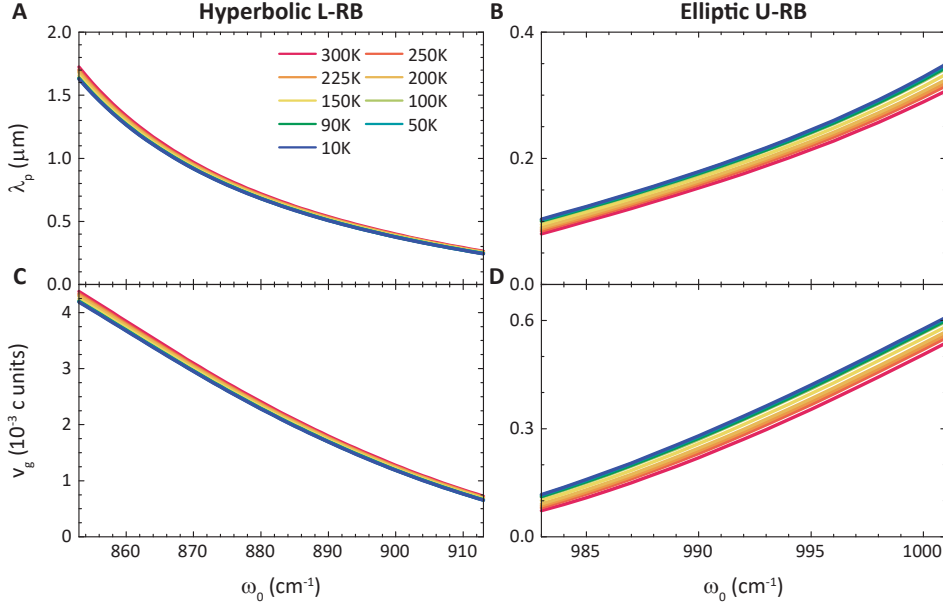 A Hyperbolic L-RB B Elliptic U-RB
2.0
1.5
1.0
0.5
0.0
λp (μm)
300K 250K
225K 200K
150K 100K
90K 50K
10K
0.4
0.2
0.0
C D
4
3
2
1
0
vg (10⁻³ c units)
860 870 880 890 900 910
ω₀ (cm⁻¹)
0.6
0.3
0.0
985 990 995 1000
ω₀ (cm⁻¹)